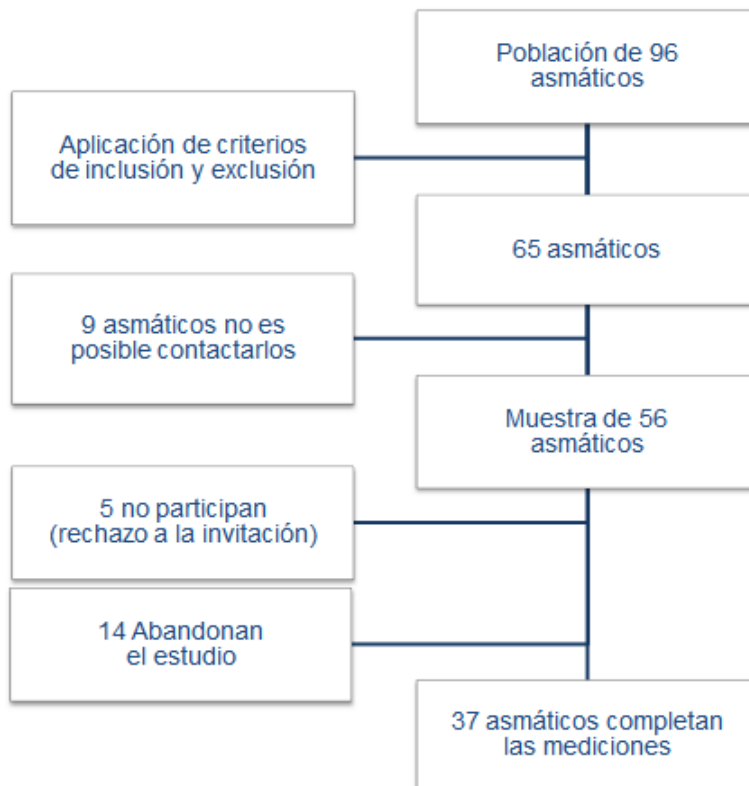 Población de 96
asmáticos
Aplicación de criterios
de inclusión y exclusión
65 asmáticos
9 asmáticos no es
posible contactarlos
Muestra de 56
asmáticos
5 no participan
(rechazo a la invitación)
14 Abandonan
el estudio
37 asmáticos completan
las mediciones